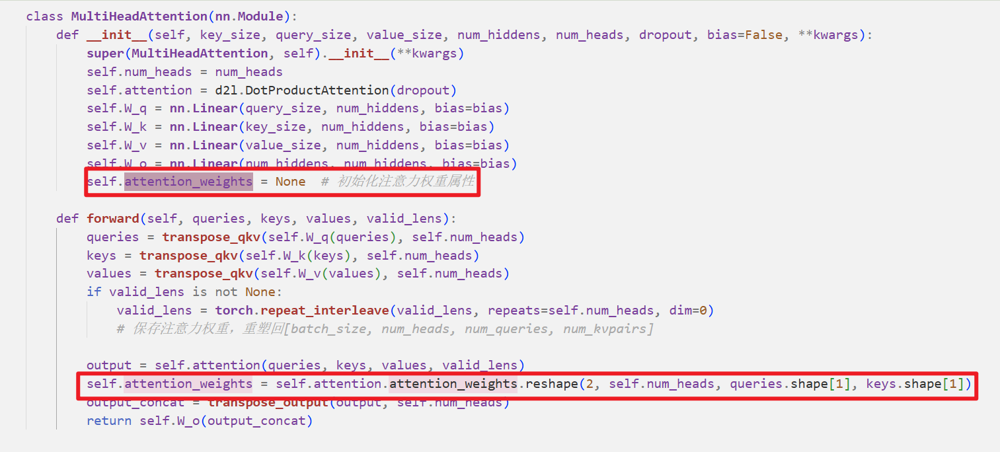 class MultiHeadAttention(nn.Module):
    def __init__(self, key_size, query_size, value_size, num_hiddens, num_heads, dropout, bias=False, **kwargs):
        super(MultiHeadAttention, self).__init__(**kwargs)
        self.num_heads = num_heads
        self.attention = d2l.DotProductAttention(dropout)
        self.W_q = nn.Linear(query_size, num_hiddens, bias=bias)
        self.W_k = nn.Linear(key_size, num_hiddens, bias=bias)
        self.W_v = nn.Linear(value_size, num_hiddens, bias=bias)
        self.W_o = nn.Linear(num_hiddens, num_hiddens, bias=bias)
        self.attention_weights = None  # 初始化注意力权重属性
    def forward(self, queries, keys, values, valid_lens):
        queries = transpose_qkv(self.W_q(queries), self.num_heads)
        keys = transpose_qkv(self.W_k(keys), self.num_heads)
        values = transpose_qkv(self.W_v(values), self.num_heads)
        if valid_lens is not None:
            valid_lens = torch.repeat_interleave(valid_lens, repeats=self.num_heads, dim=0)
            # 保存注意力权重，重塑回[batch_size, num_heads, num_queries, num_kvpairs]
        output = self.attention(queries, keys, values, valid_lens)
        self.attention_weights = self.attention.attention_weights.reshape(2, self.num_heads, queries.shape[1], keys.shape[1])
        output_concat = transpose_output(output, self.num_heads)
        return self.W_o(output_concat)